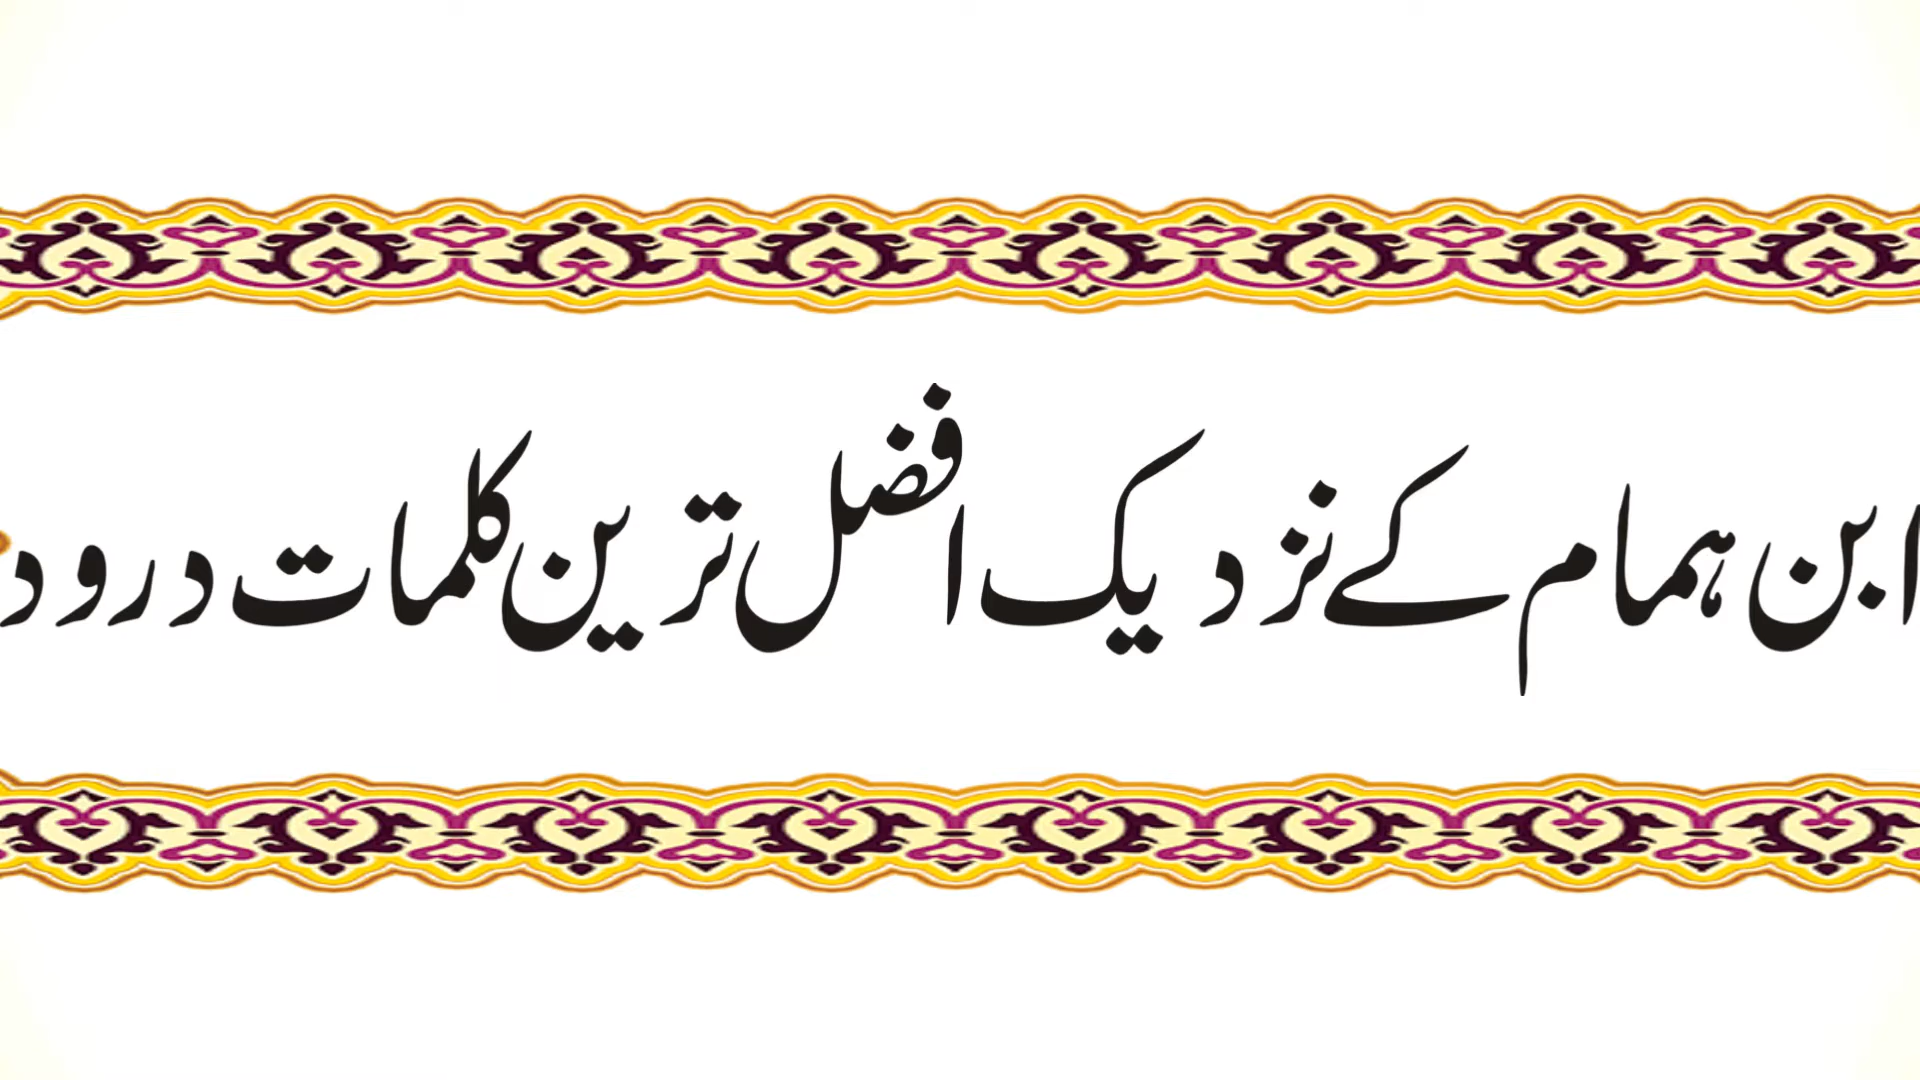 ابن ہمام کے نزدیک افضل ترین کلمات درود